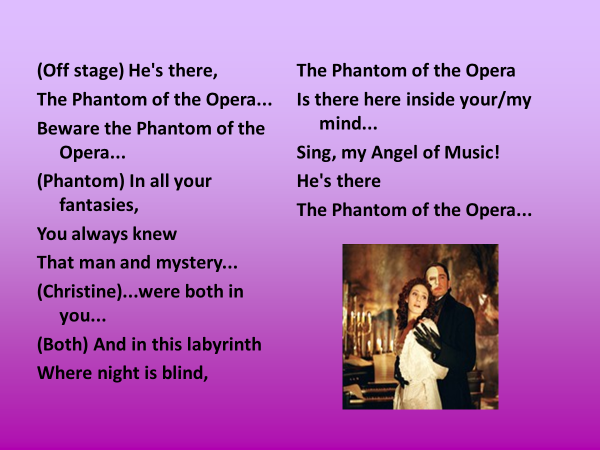 (Off stage) He's there,
The Phantom of the Opera...
Beware the Phantom of the
Opera...
(Phantom) In all your
fantasies,
You always knew
That man and mystery...
(Christine)...were both in
you...
(Both) And in this labyrinth
Where night is blind,
The Phantom of the Opera
Is there here inside your/my
mind...
Sing, my Angel of Music!
He's there
The Phantom of the Opera...